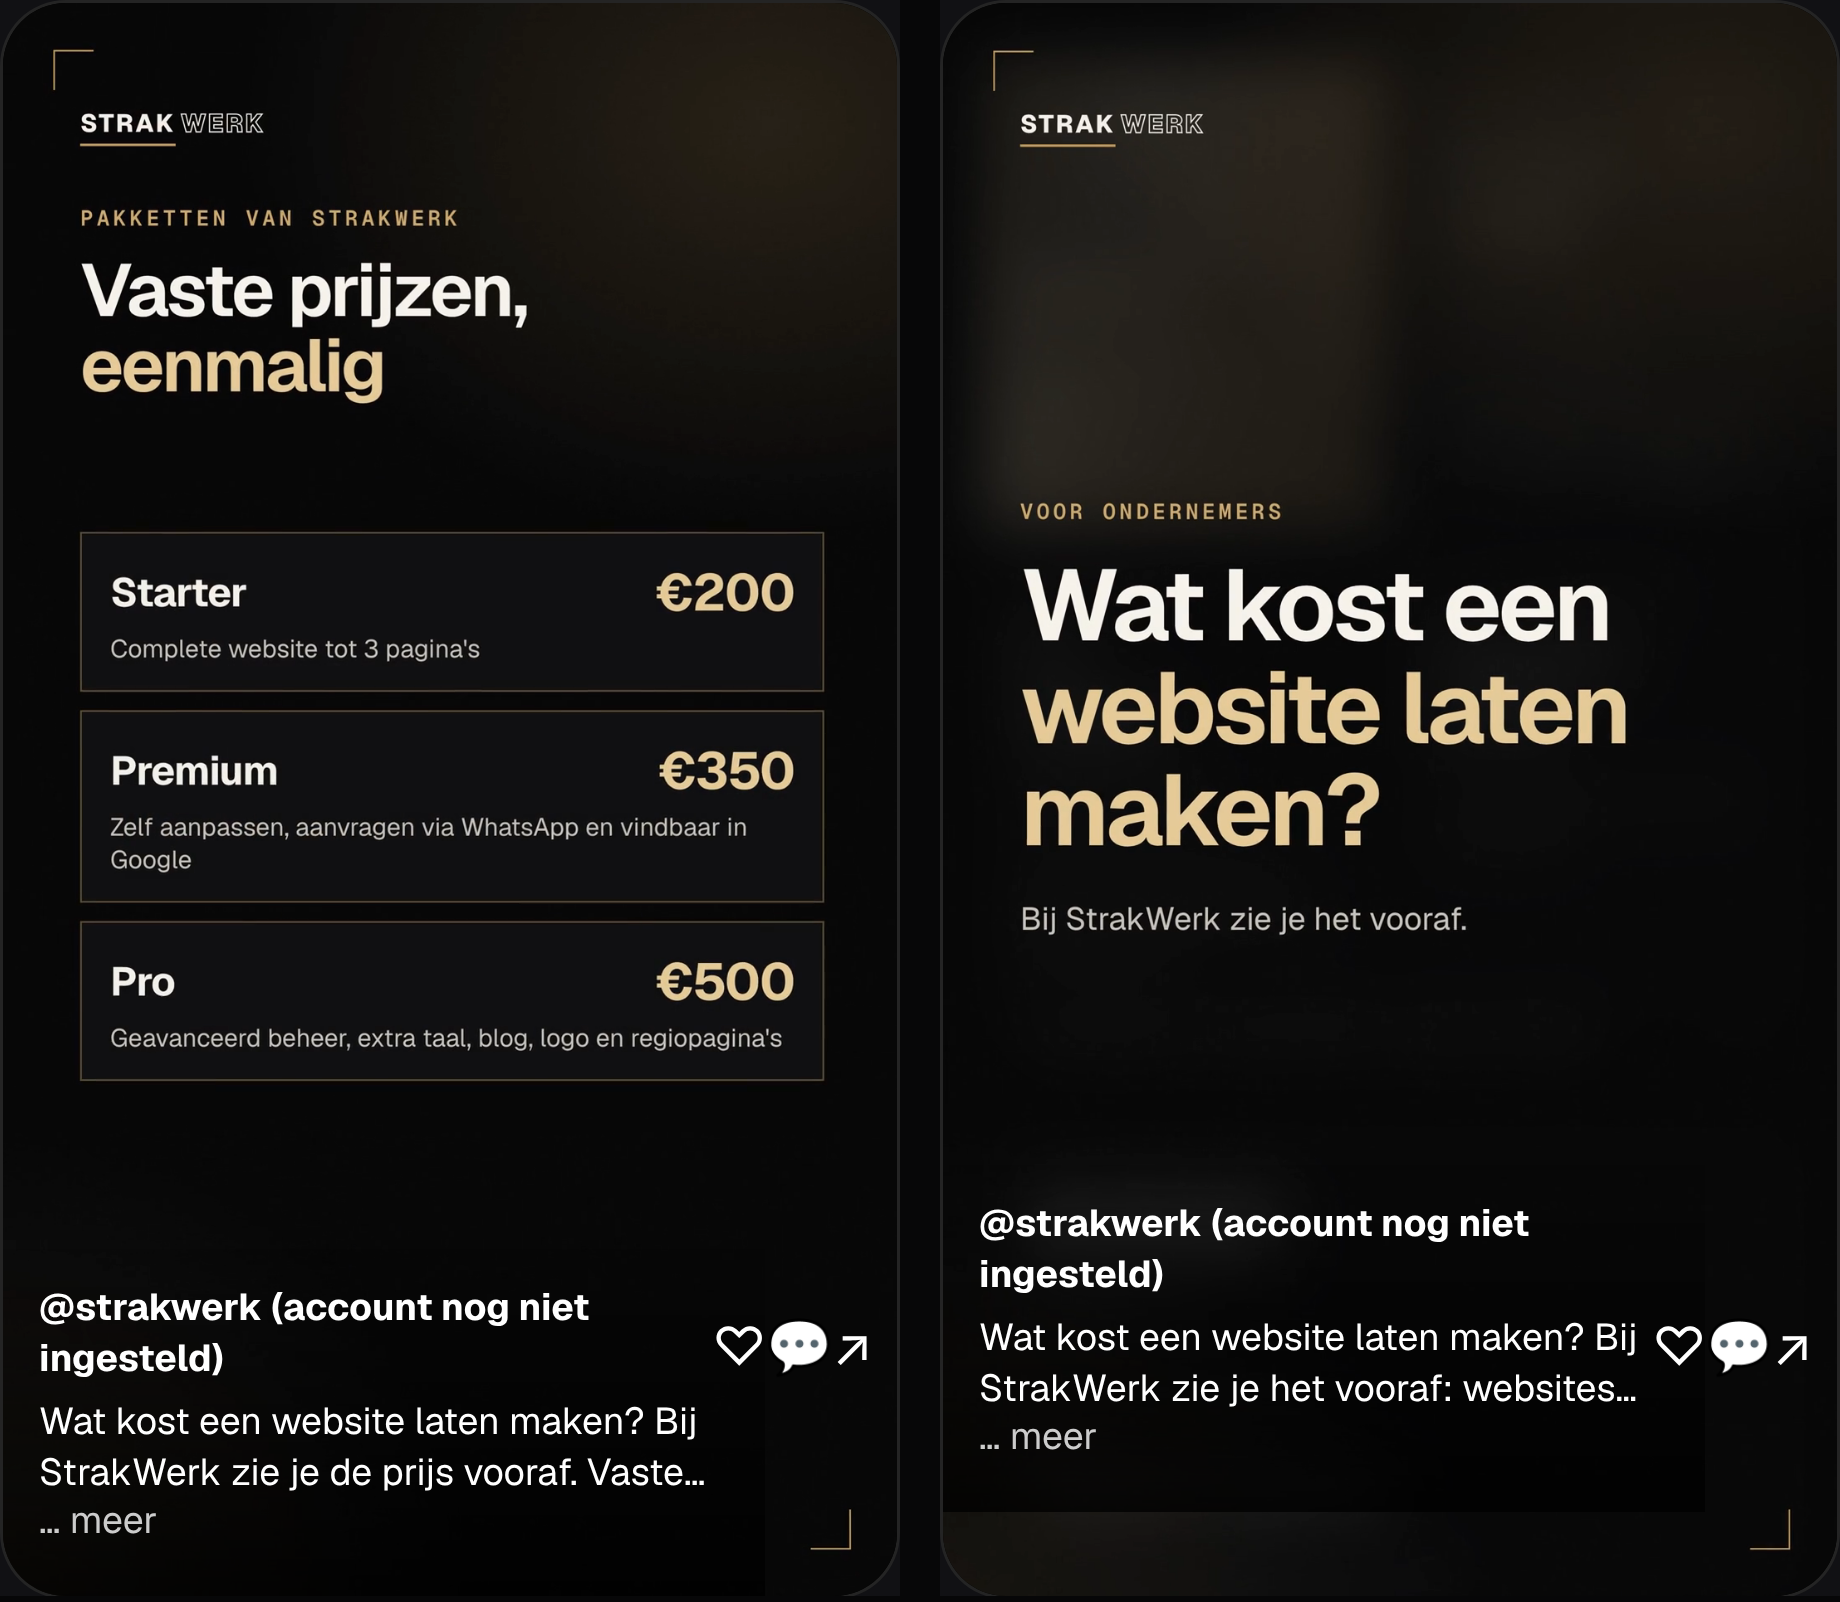 STRAK WERK
PAKKETTEN VAN STRAKWERK
Vaste prijzen,
eenmalig
Starter €200
Complete website tot 3 pagina's
Premium €350
Zelf aanpassen, aanvragen via WhatsApp en vindbaar in
Google
Pro €500
Geavanceerd beheer, extra taal, blog, logo en regiopagina's
@strakwerk (account nog niet
ingesteld)
Wat kost een website laten maken? Bij
StrakWerk zie je de prijs vooraf. Vaste...
... meer
STRAK WERK
VOOR ONDERNEMERS
Wat kost een
website laten
maken?
Bij StrakWerk zie je het vooraf.
@strakwerk (account nog niet
ingesteld)
Wat kost een website laten maken? Bij
StrakWerk zie je het vooraf: websites...
... meer